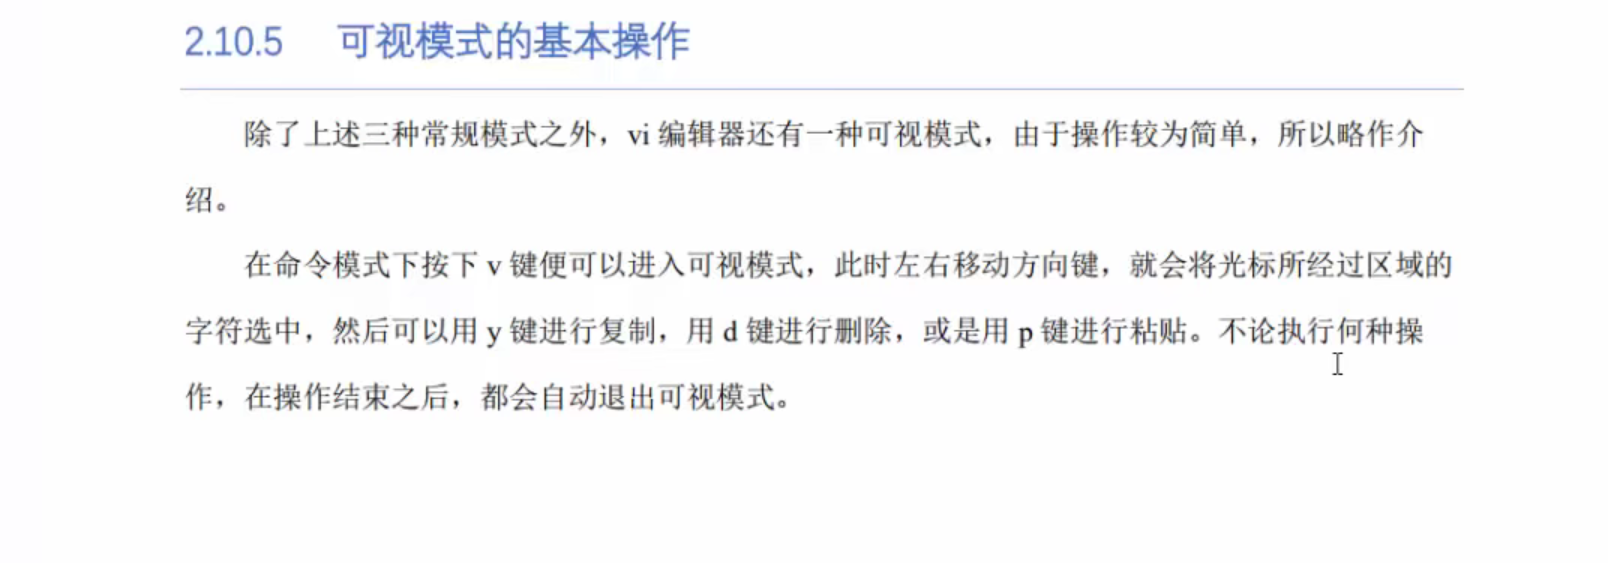 2.10.5 可视模式的基本操作
除了上述三种常规模式之外，vi 编辑器还有一种可视模式，由于操作较为简单，所以略作介
绍。
在命令模式下按下 v 键便可以进入可视模式，此时左右移动方向键，就会将光标所经过区域的
字符选中，然后可以用 y 键进行复制，用 d 键进行删除，或是用 p 键进行粘贴。不论执行何种操
作，在操作结束之后，都会自动退出可视模式。